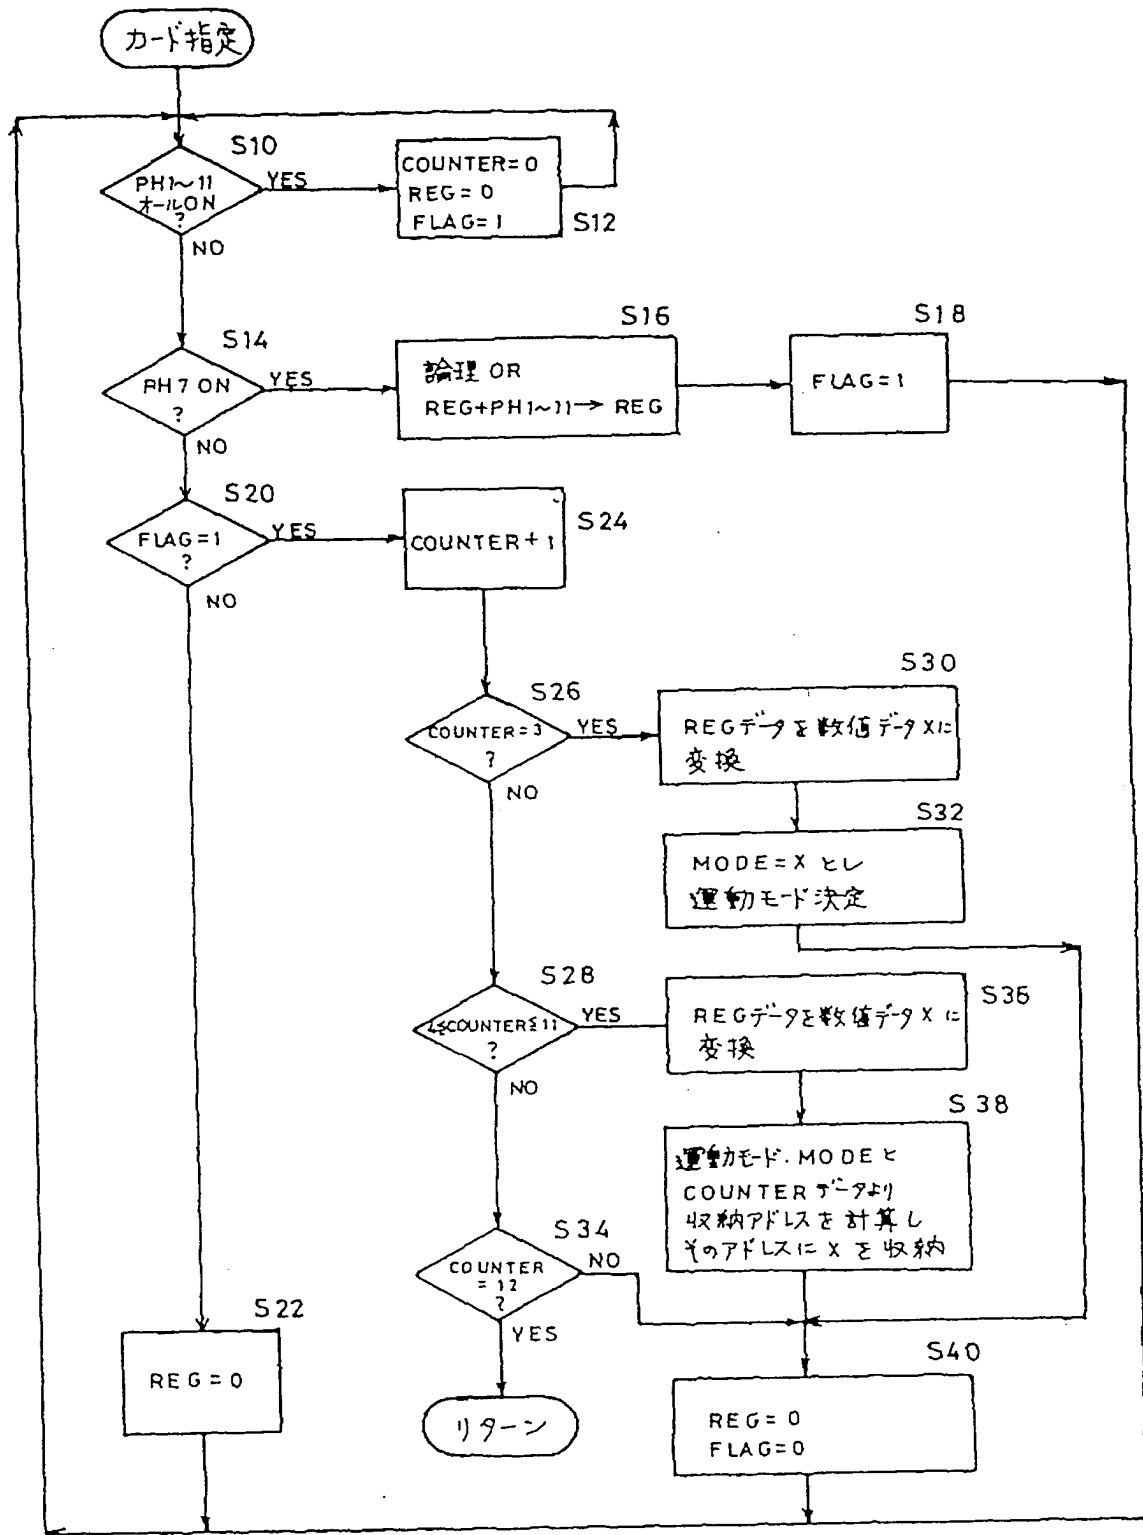 カード指定
S10
PH1~11
オールON
?
YES
NO
COUNTER=0
REG=0
FLAG=1
S12
S14
PH7 ON
?
YES
NO
S16
論理 OR
REG+PH1~11→REG
S18
FLAG=1
S20
FLAG=1
?
YES
NO
S24
COUNTER+1
S26
COUNTER=3
?
YES
NO
S30
REGデータを数値データXに
変換
S32
MODE=Xとし
運動モード決定
S28
4≦COUNTER≦11
?
YES
NO
S36
REGデータを数値データXに
変換
S38
運動モード.MODEと
COUNTERデータより
収納アドレスを計算し
そのアドレスにXを収納
S34
COUNTER
=12
?
NO
YES
S22
REG=0
リターン
S40
REG=0
FLAG=0